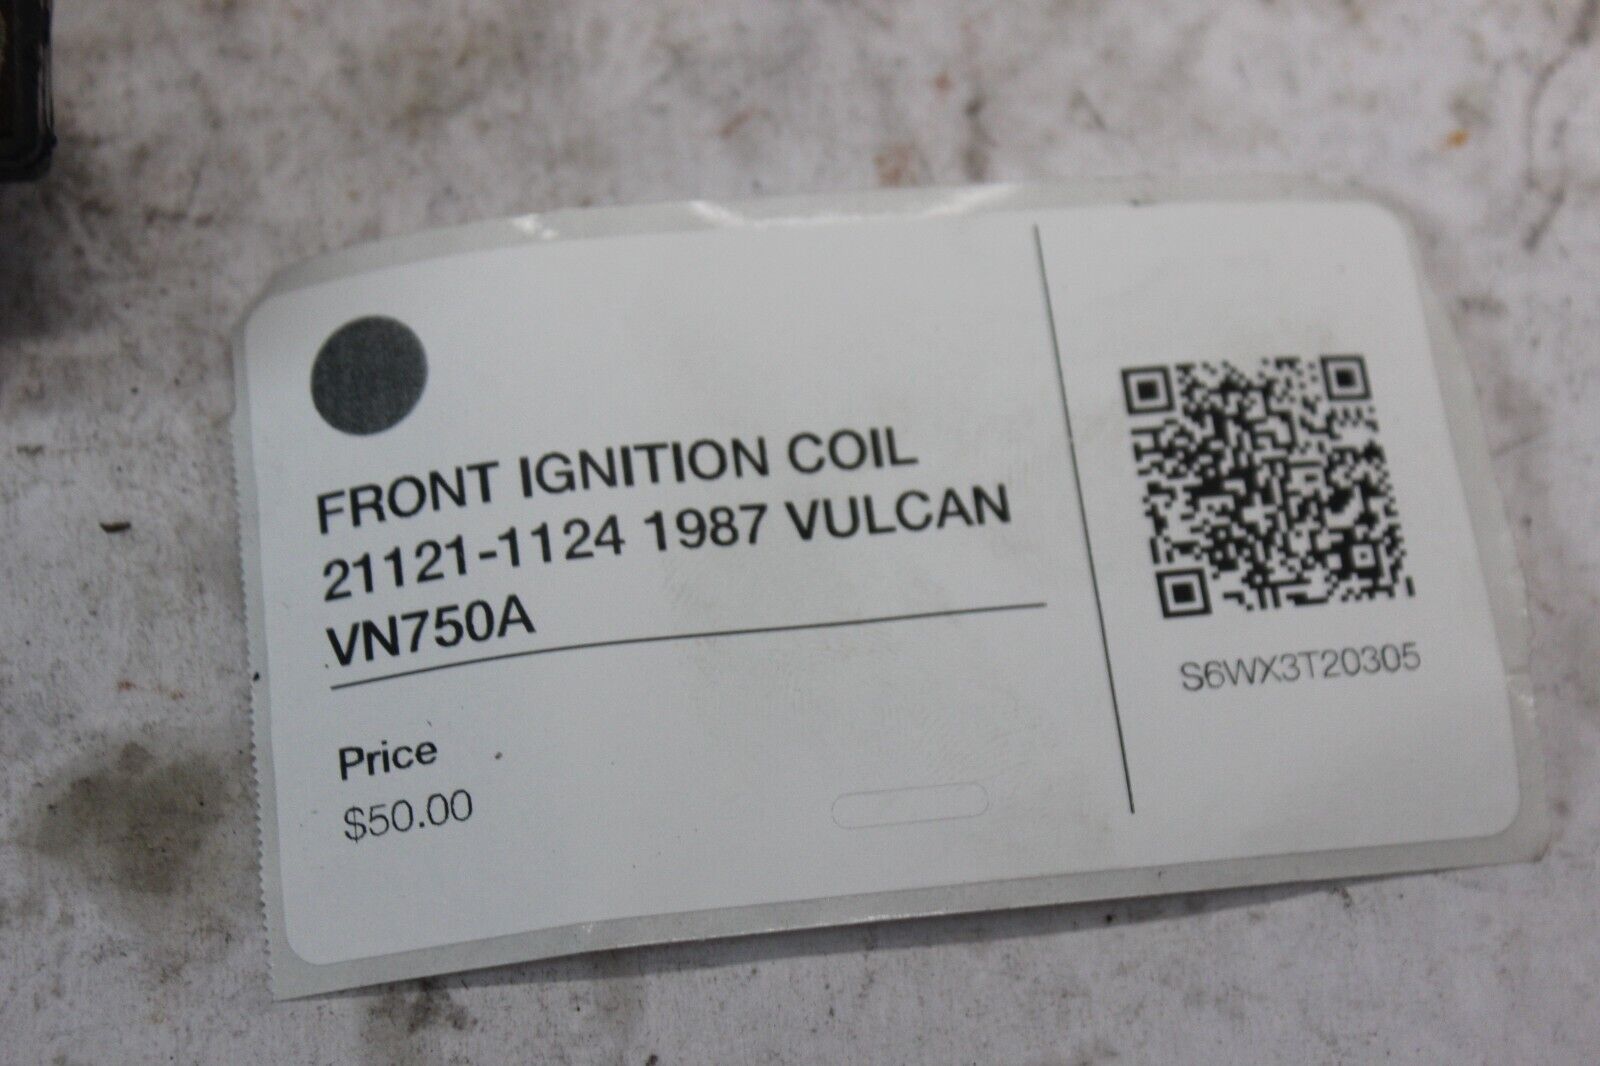 FRONT IGNITION COIL
21121-1124 1987 VULCAN
VN750A
Price
$50.00
S6WX3T20305